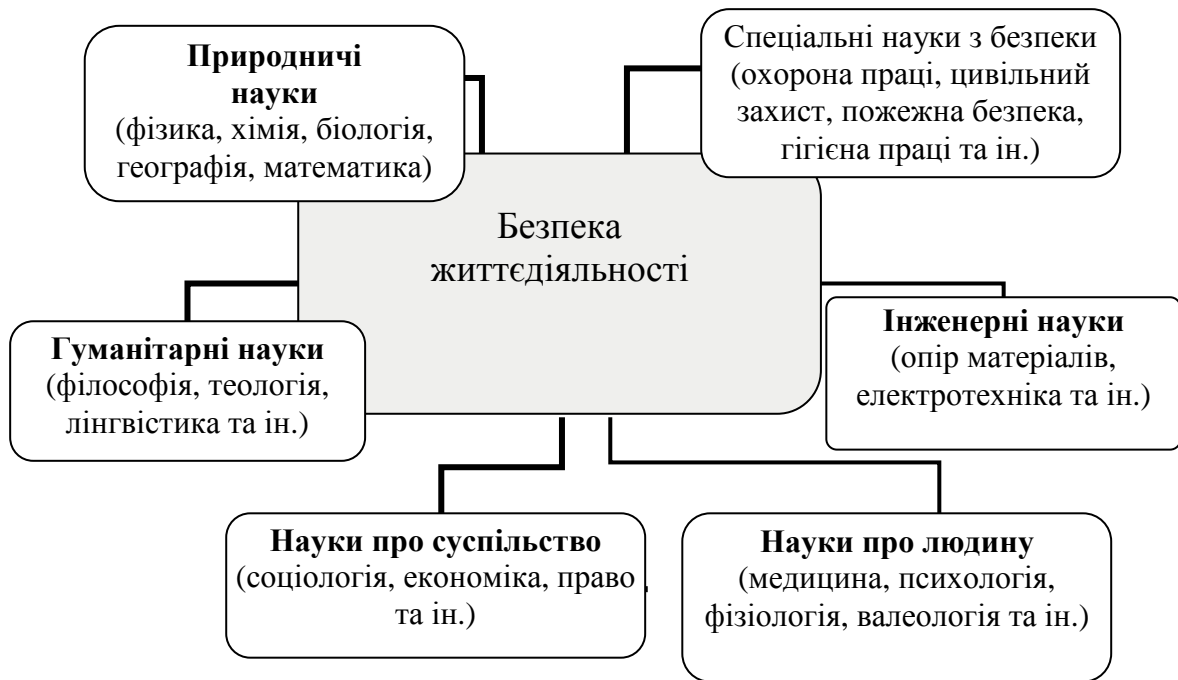 Природничі
науки
(фізика, хімія, біологія,
географія, математика)
Спеціальні науки з безпеки
(охорона праці, цивільний
захист, пожежна безпека,
гігієна праці та ін.)
Безпека
життєдіяльності
Гуманітарні науки
(філософія, теологія,
лінгвістика та ін.)
Інженерні науки
(опір матеріалів,
електротехніка та ін.)
Науки про суспільство
(соціологія, економіка, право
та ін.)
Науки про людину
(медицина, психологія,
фізіологія, валеологія та ін.)